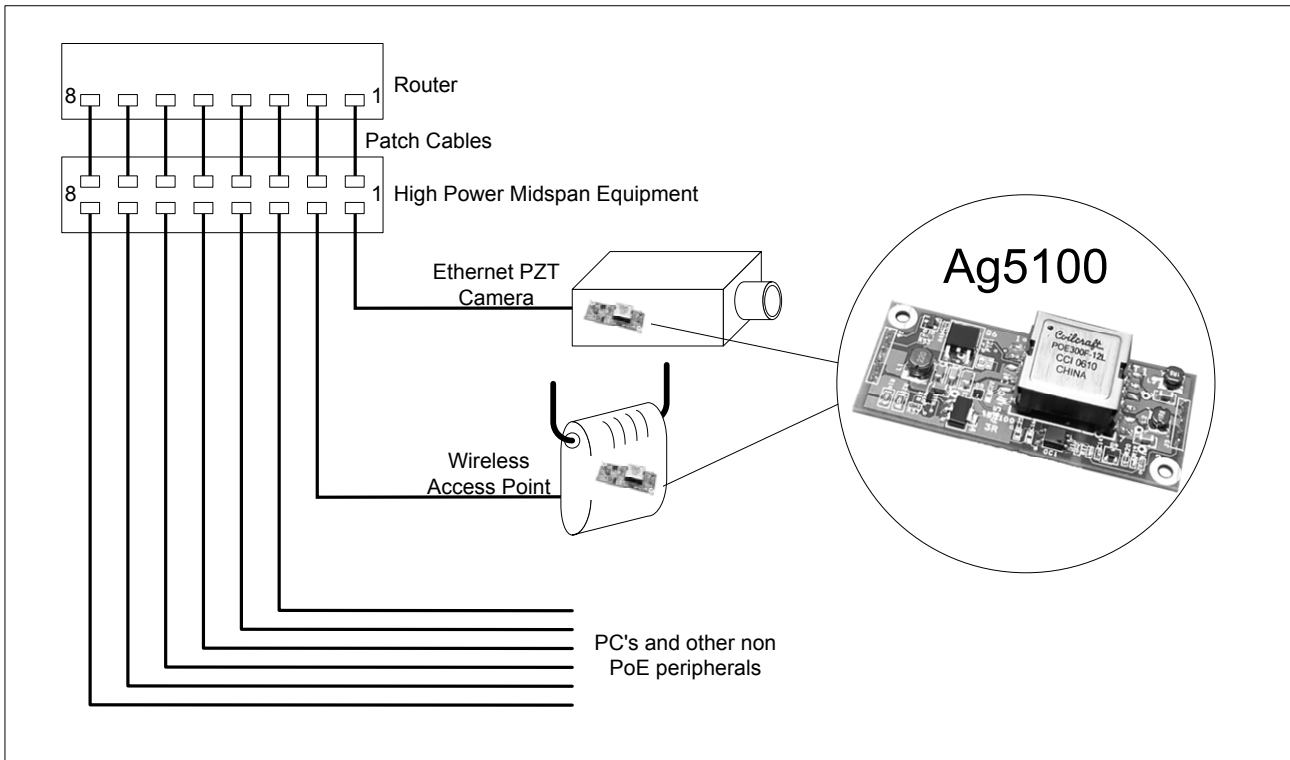 8
1
Router
Patch Cables
8
1
High Power Midspan Equipment
Ethernet PZT
Camera
Wireless
Access Point
PC's and other non
PoE peripherals
Ag5100
Coilcraft
POE300F-12L
CCI 0610
CHINA
3R